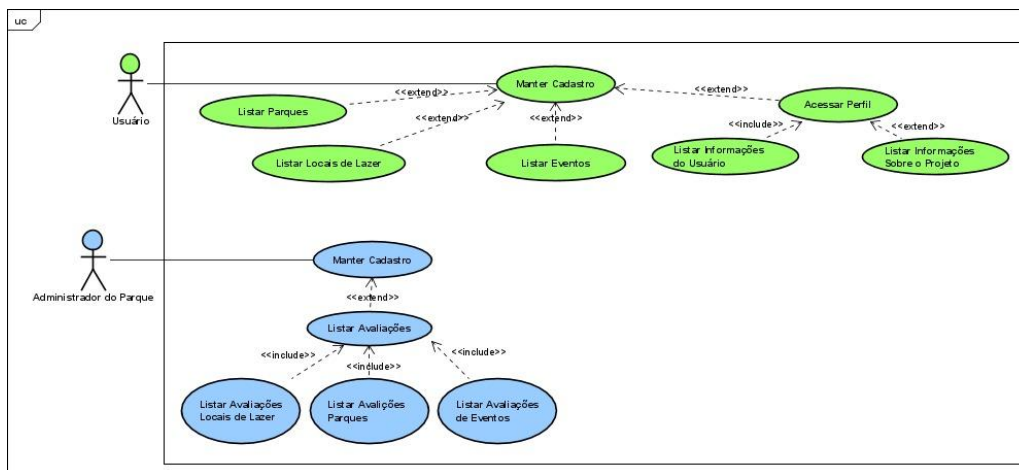 uc
Manter Cadastro
<<extend>>
<<extend>>
Acessar Perfil
Listar Parques
Usuário
<<extend>>
<<extend>>
<<include>>
<<extend>>
Listar Locais de Lazer
Listar Eventos
Listar Informações
do Usuário
Listar Informações
Sobre o Projeto
Manter Cadastro
Administrador do Parque
<<extend>>
Listar Avaliações
<<include>>
<<include>>
<<include>>
Listar Avaliações
Locais de Lazer
Listar Avalições
Parques
Listar Avaliações
de Eventos